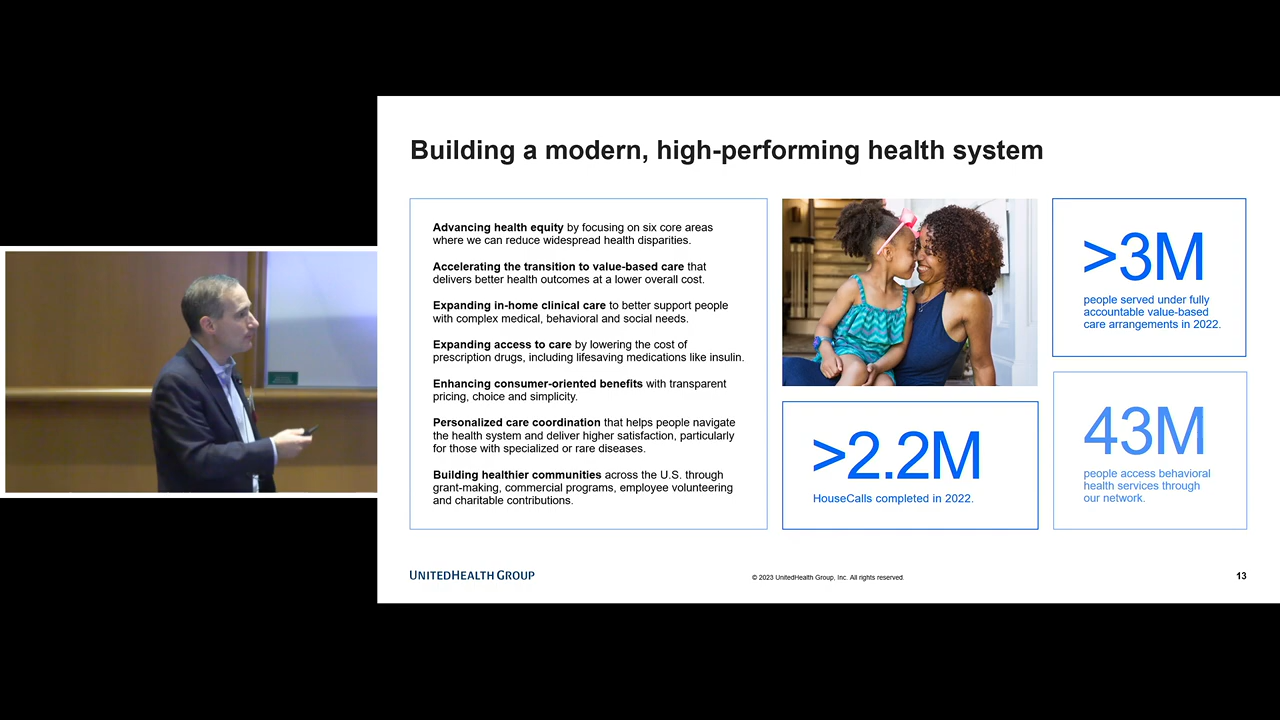 Building a modern, high-performing health system
Advancing health equity by focusing on six core areas
where we can reduce widespread health disparities.
Accelerating the transition to value-based care that
delivers better health outcomes at a lower overall cost.
Expanding in-home clinical care to better support people
with complex medical, behavioral and social needs.
Expanding access to care by lowering the cost of
prescription drugs, including lifesaving medications like insulin.
Enhancing consumer-oriented benefits with transparent
pricing, choice and simplicity.
Personalized care coordination that helps people navigate
the health system and deliver higher satisfaction, particularly
for those with specialized or rare diseases.
Building healthier communities across the U.S. through
grant-making, commercial programs, employee volunteering
and charitable contributions.
>2.2M
HouseCalls completed in 2022.
>3M
people served under fully
accountable value-based
care arrangements in 2022.
43M
people access behavioral
health services through
our network.
UNITEDHEALTH GROUP
© 2023 UnitedHealth Group, Inc. All rights reserved.
13